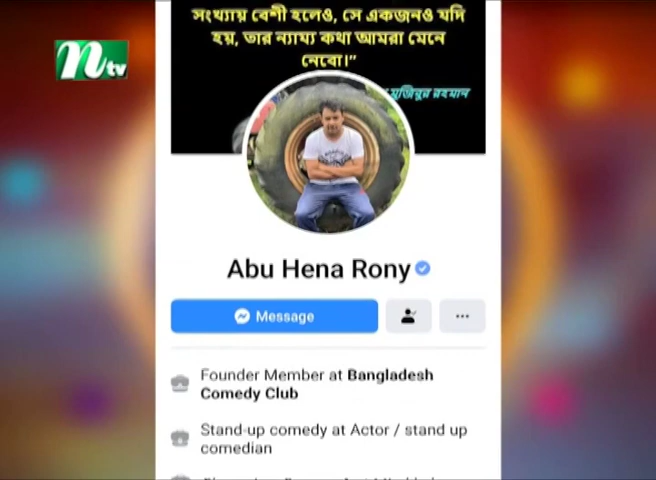 সংখ্যায় বেশী হলেও, সে একজনও যদি
হয়, তার ন্যায্য কথা আমরা মেনে
নেবো।”
মুজিবুর রহমান
ntv
Abu Hena Rony
Message
Founder Member at Bangladesh
Comedy Club
Stand-up comedy at Actor / stand up
comedian